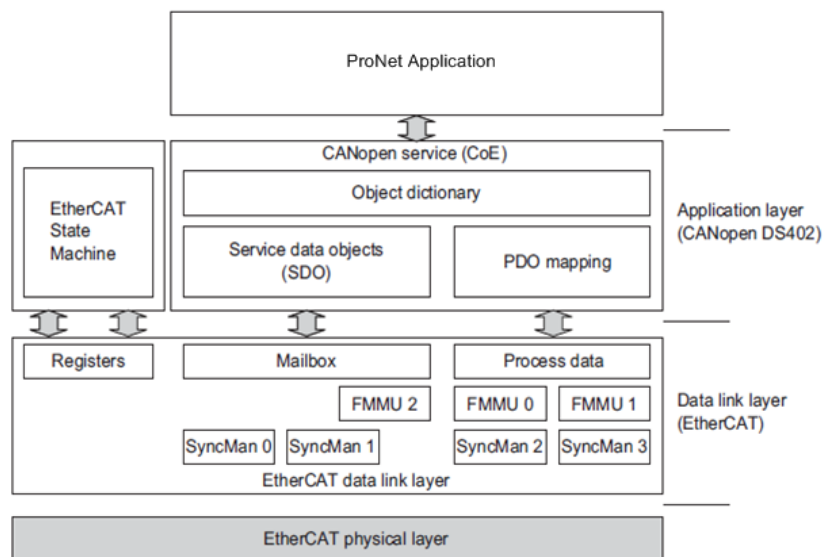 ProNet Application
CANopen service (CoE)
Object dictionary
EtherCAT
State
Machine
Service data objects
(SDO)
PDO mapping
Application layer
(CANopen DS402)
Registers
Mailbox
Process data
FMMU 2
FMMU 0
FMMU 1
SyncMan 0
SyncMan 1
SyncMan 2
SyncMan 3
EtherCAT data link layer
Data link layer
(EtherCAT)
EtherCAT physical layer